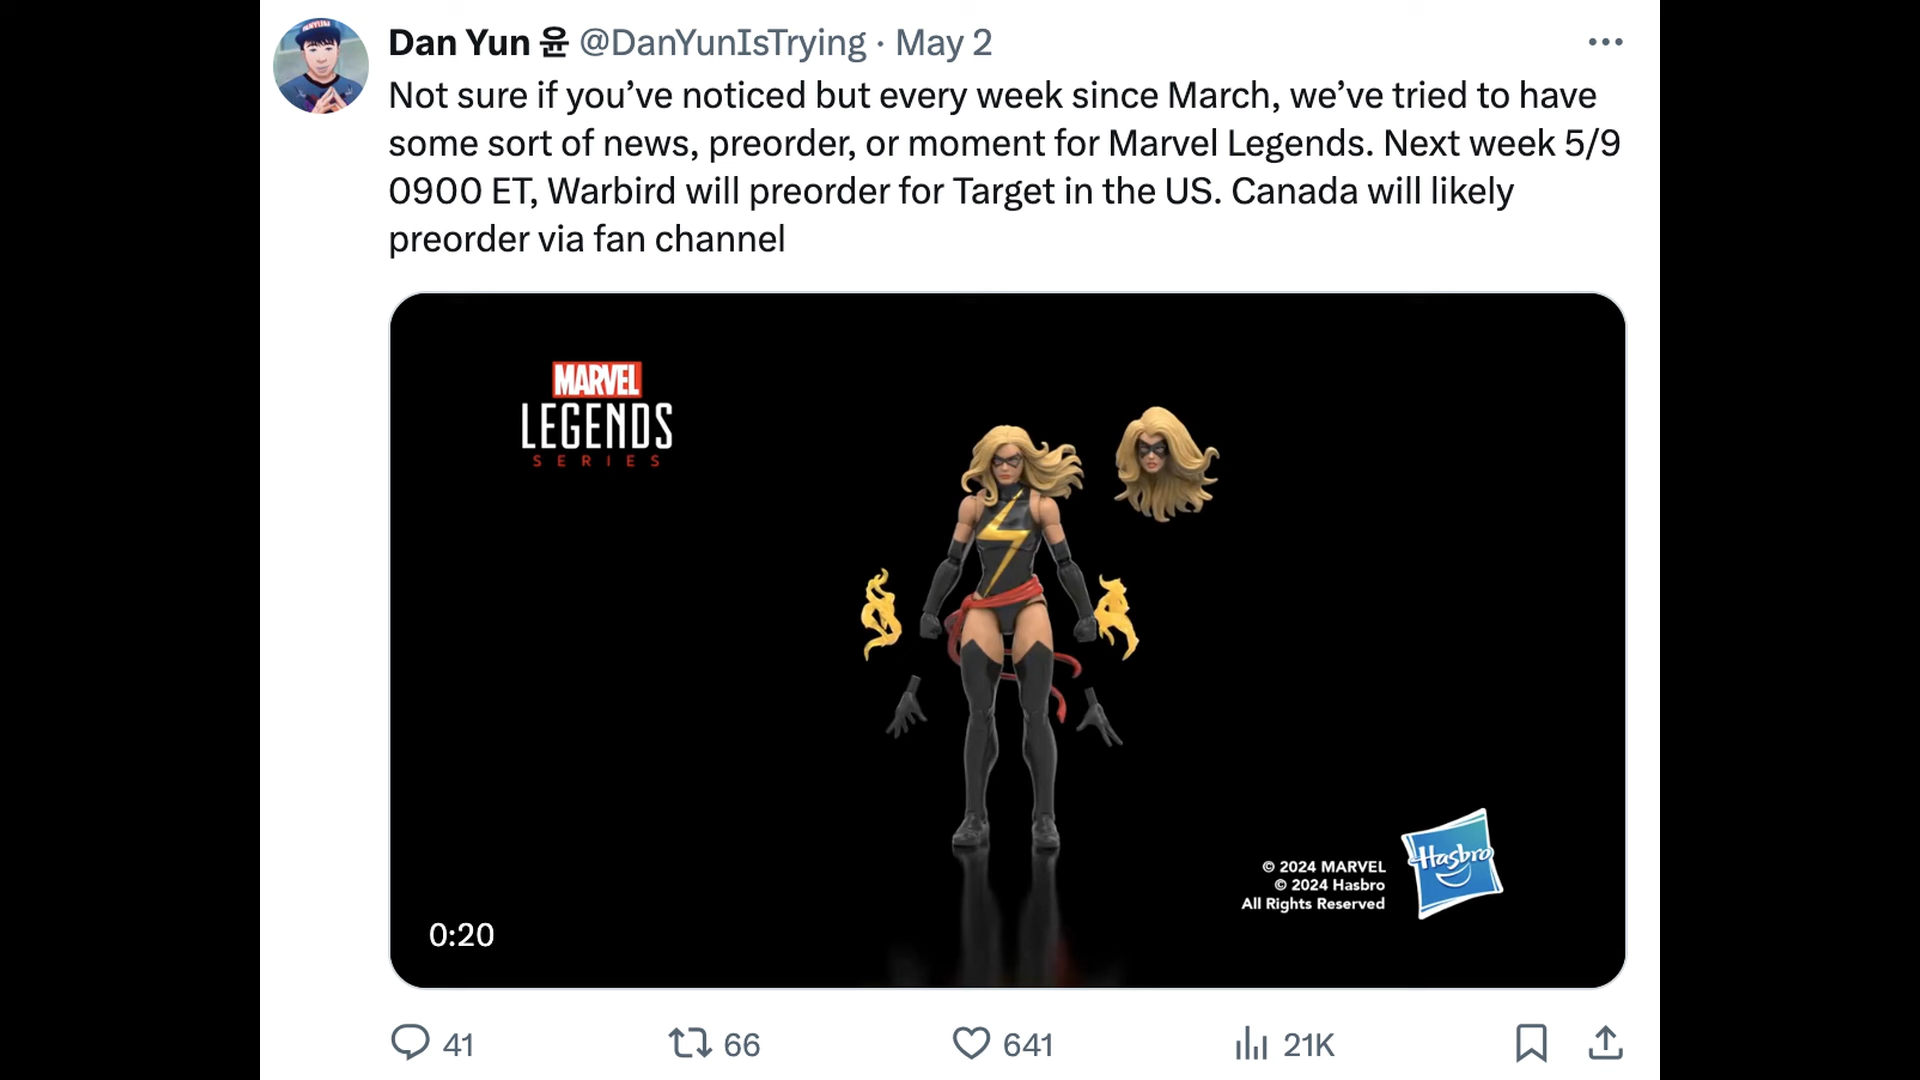 Dan Yun 윤 @DanYunIsTrying · May 2
Not sure if you’ve noticed but every week since March, we’ve tried to have
some sort of news, preorder, or moment for Marvel Legends. Next week 5/9
0900 ET, Warbird will preorder for Target in the US. Canada will likely
preorder via fan channel
MARVEL
LEGENDS
SERIES
© 2024 MARVEL
© 2024 Hasbro
All Rights Reserved
Hasbro
0:20
41
66
641
21K